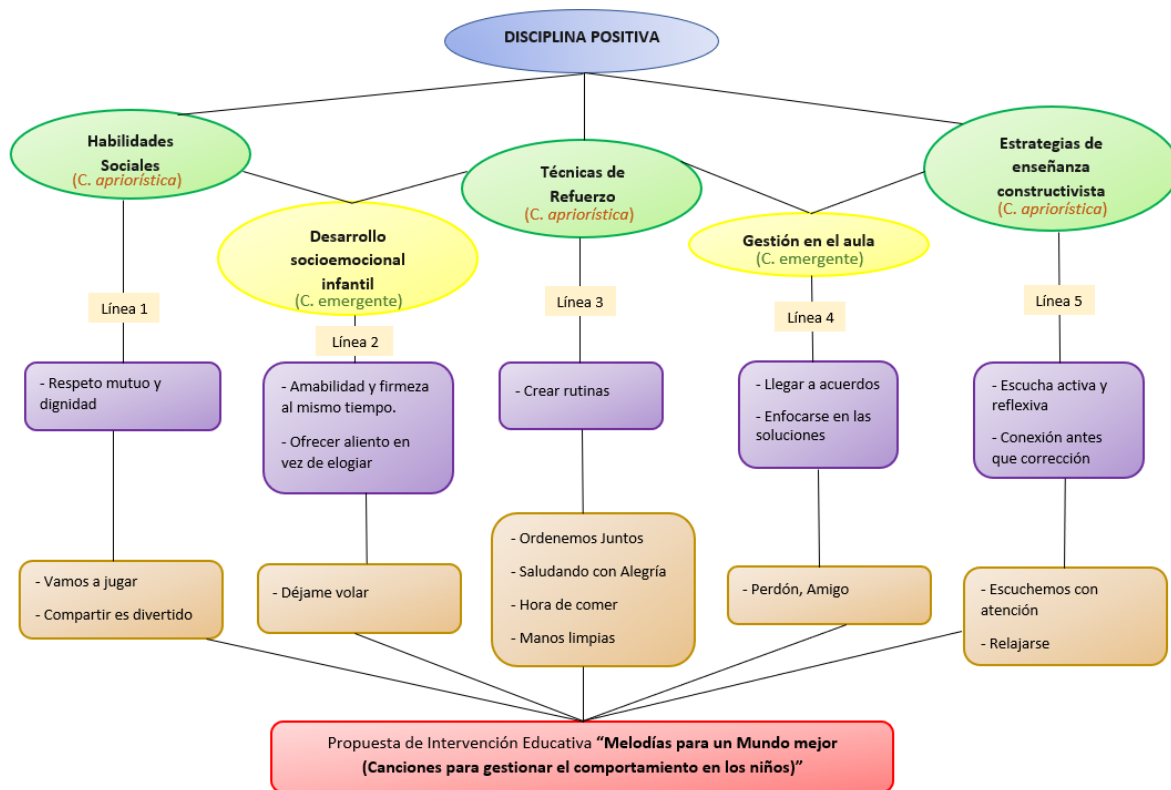 DISCIPLINA POSITIVA
Habilidades
Sociales
(C. apriorística)
Técnicas de
Refuerzo
(C. apriorística)
Estrategias de
enseñanza
constructivista
(C. apriorística)
Desarrollo
socioemocional
infantil
(C. emergente)
Gestión en el aula
(C. emergente)
Línea 1
Línea 2
Línea 3
Línea 4
Línea 5
- Respeto mutuo y
dignidad
- Amabilidad y firmeza
al mismo tiempo.
- Ofrecer aliento en
vez de elogiar
- Crear rutinas
- Llegar a acuerdos
- Enfocarse en las
soluciones
- Escucha activa y
reflexiva
- Conexión antes
que corrección
- Vamos a jugar
- Compartir es divertido
- Déjame volar
- Ordenemos Juntos
- Saludando con Alegría
- Hora de comer
- Manos limpias
- Perdón, Amigo
- Escuchemos con
atención
- Relajarse
Propuesta de Intervención Educativa “Melodías para un Mundo mejor
(Canciones para gestionar el comportamiento en los niños)”